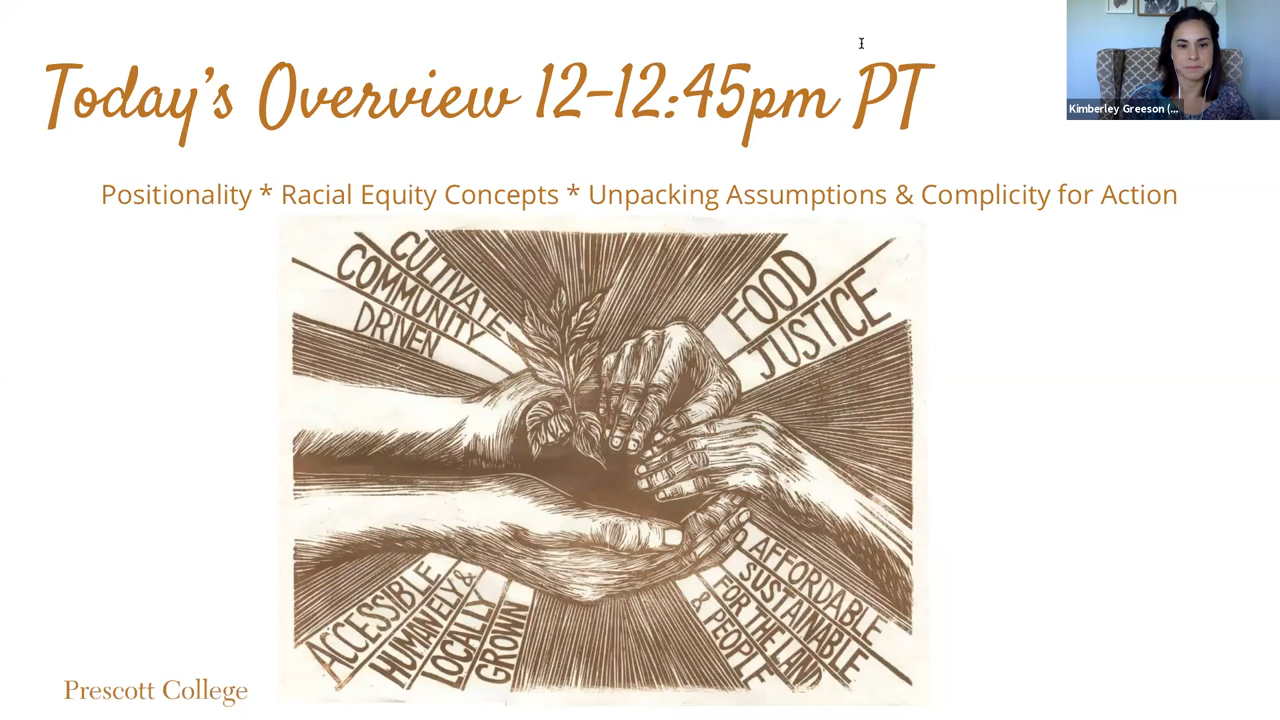 Today's Overview 12-12:45pm PT
Kimberley Greeson (...
Positionality * Racial Equity Concepts * Unpacking Assumptions & Complicity for Action
CULTIVATE
COMMUNITY
DRIVEN
FOOD
JUSTICE
ACCESSIBLE
HUMANELY &
LOCALLY
GROWN
AFFORDABLE
SUSTAINABLE
FOR THE LAND
& PEOPLE
Prescott College